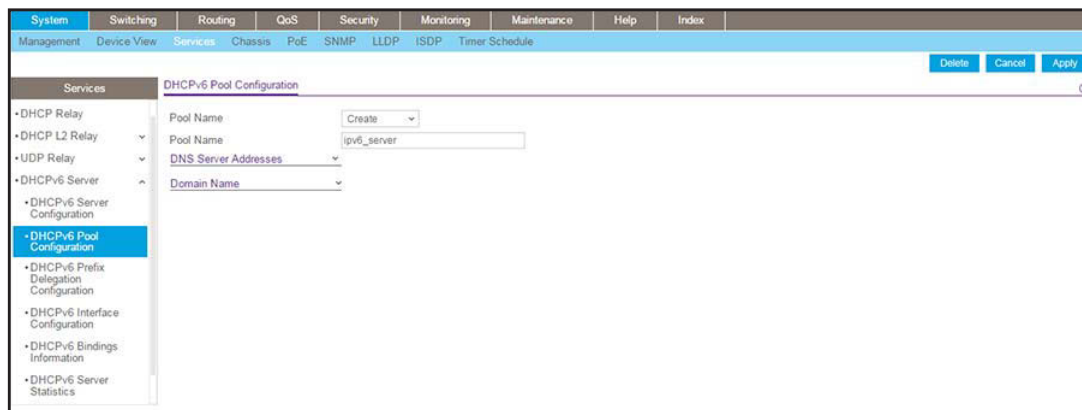 System Switching Routing QoS Security Monitoring Maintenance Help Index
Management Device View Services Chassis PoE SNMP LLDP ISDP Timer Schedule
Delete Cancel Apply
Services
•DHCP Relay
•DHCP L2 Relay
•UDP Relay
•DHCPv6 Server
•DHCPv6 Server
Configuration
•DHCPv6 Pool
Configuration
•DHCPv6 Prefix
Delegation
Configuration
•DHCPv6 Interface
Configuration
•DHCPv6 Bindings
Information
•DHCPv6 Server
Statistics
DHCPv6 Pool Configuration
Pool Name Create
Pool Name ipv6_server
DNS Server Addresses
Domain Name